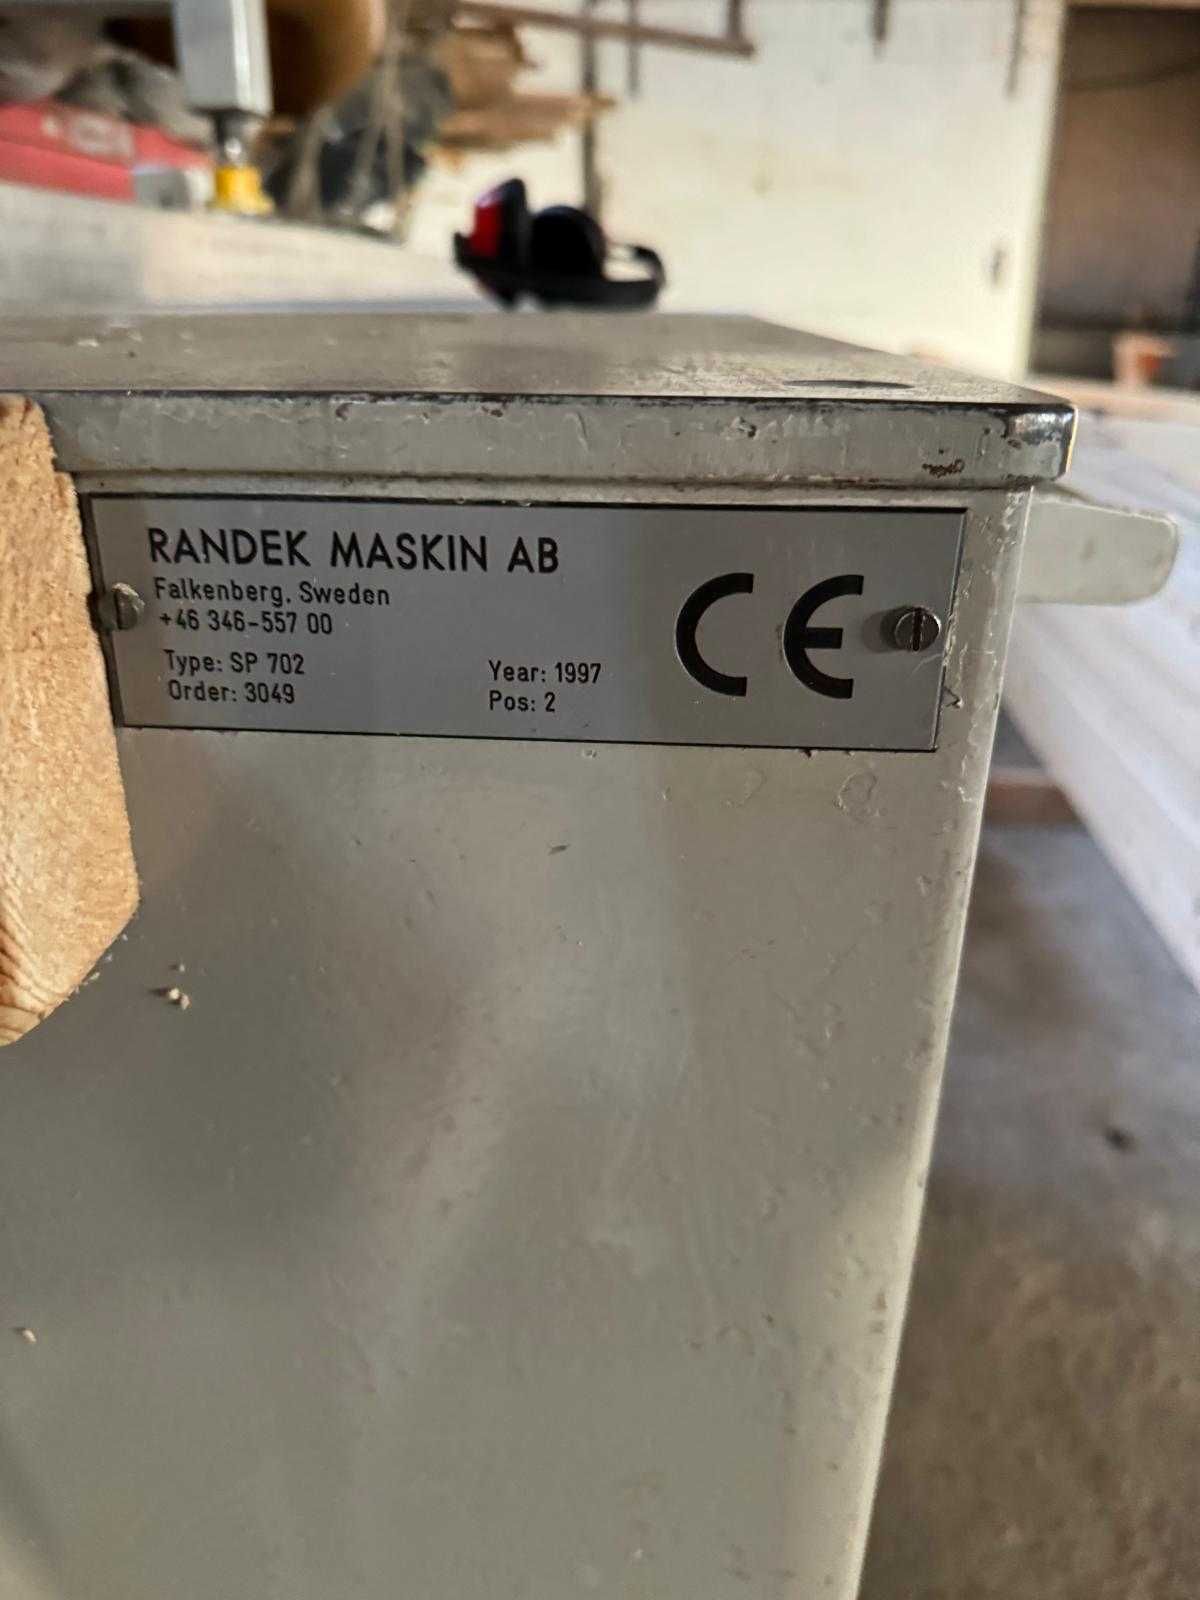 RANDEK MASKIN AB
Falkenberg, Sweden
+46 346-557 00
Type: SP 702
Year: 1997
Order: 3049
Pos: 2
CE